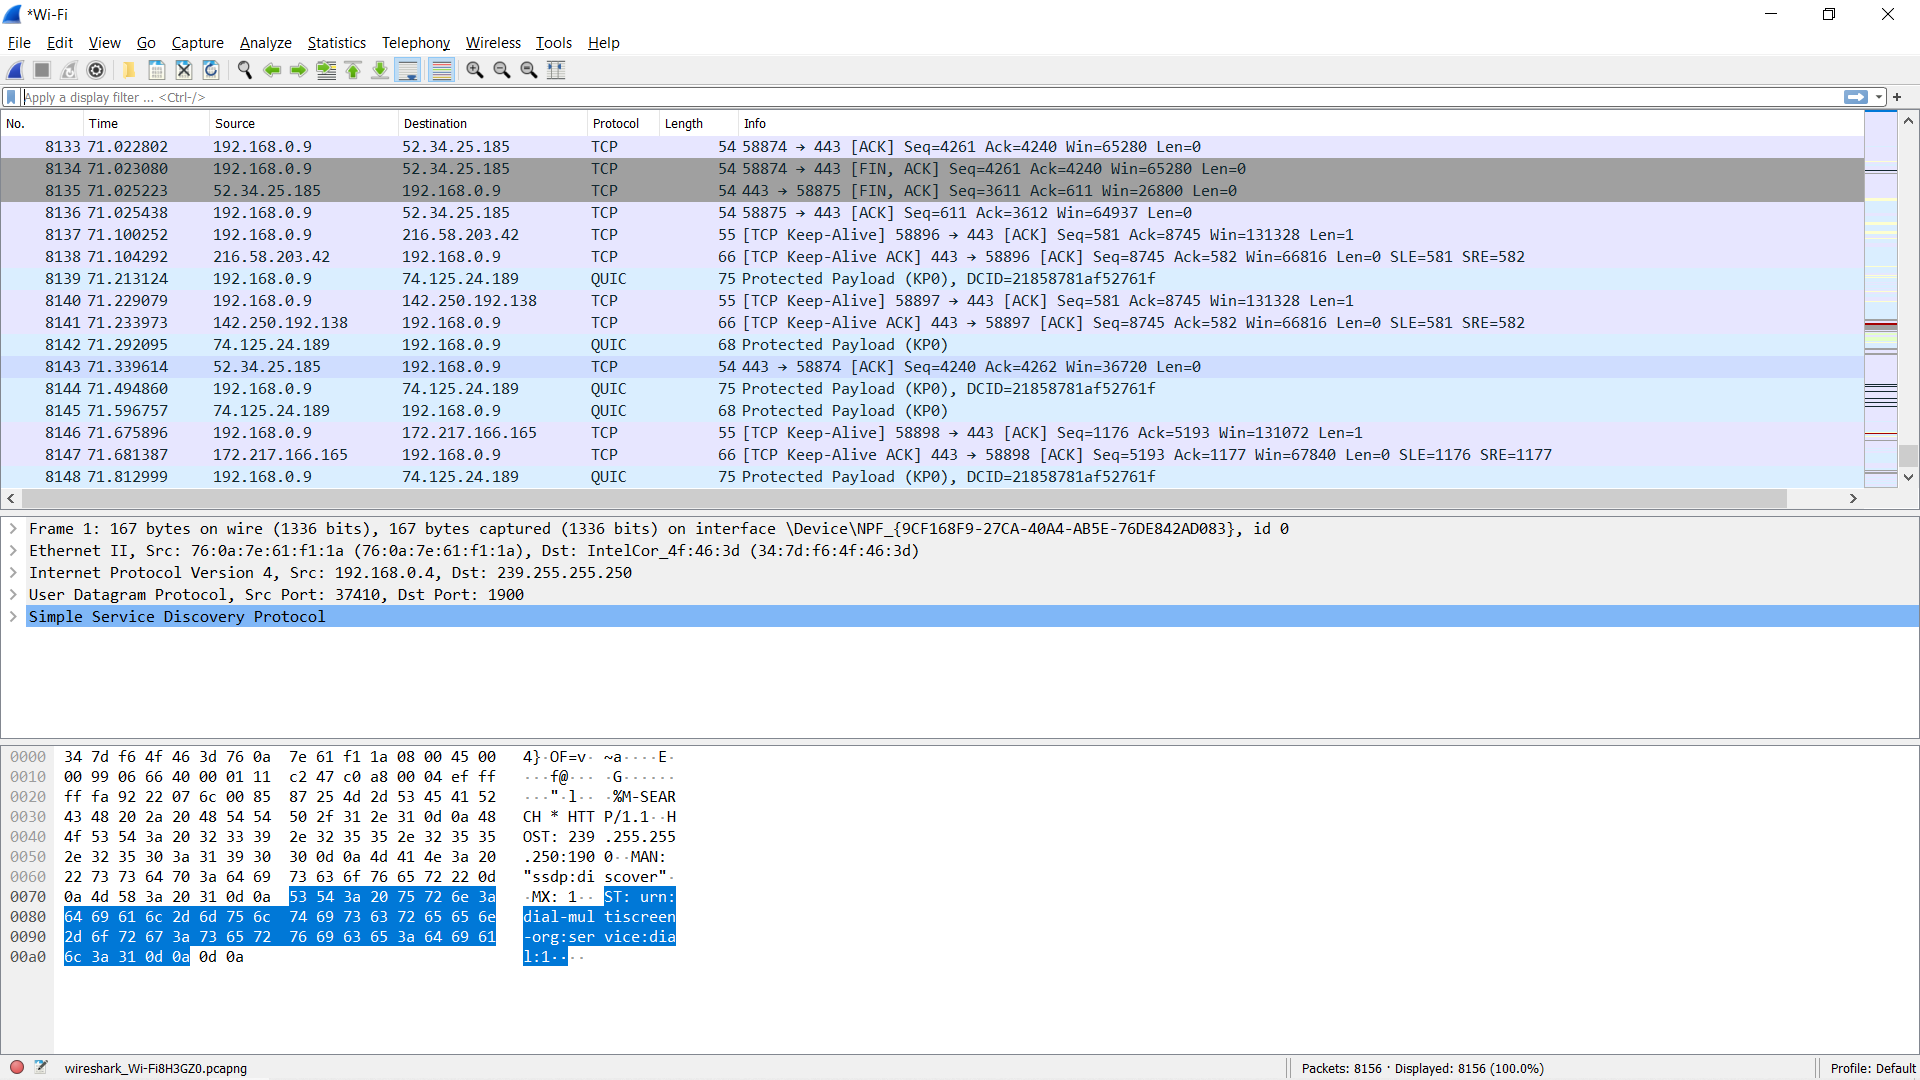 *Wi-Fi
File Edit View Go Capture Analyze Statistics Telephony Wireless Tools Help
Apply a display filter ... <Ctrl-/>
No. Time Source Destination Protocol Length Info
8133 71.022802 192.168.0.9 52.34.25.185 TCP 54 58874 → 443 [ACK] Seq=4261 Ack=4240 Win=65280 Len=0
8134 71.023080 192.168.0.9 52.34.25.185 TCP 54 58874 → 443 [FIN, ACK] Seq=4261 Ack=4240 Win=65280 Len=0
8135 71.025223 52.34.25.185 192.168.0.9 TCP 54 443 → 58875 [FIN, ACK] Seq=3611 Ack=611 Win=26800 Len=0
8136 71.025438 192.168.0.9 52.34.25.185 TCP 54 58875 → 443 [ACK] Seq=611 Ack=3612 Win=64937 Len=0
8137 71.100252 192.168.0.9 216.58.203.42 TCP 55 [TCP Keep-Alive] 58896 → 443 [ACK] Seq=581 Ack=8745 Win=131328 Len=1
8138 71.104292 216.58.203.42 192.168.0.9 TCP 66 [TCP Keep-Alive ACK] 443 → 58896 [ACK] Seq=8745 Ack=582 Win=66816 Len=0 SLE=581 SRE=582
8139 71.213124 192.168.0.9 74.125.24.189 QUIC 75 Protected Payload (KP0), DCID=21858781af52761f
8140 71.229079 192.168.0.9 142.250.192.138 TCP 55 [TCP Keep-Alive] 58897 → 443 [ACK] Seq=581 Ack=8745 Win=131328 Len=1
8141 71.233973 142.250.192.138 192.168.0.9 TCP 66 [TCP Keep-Alive ACK] 443 → 58897 [ACK] Seq=8745 Ack=582 Win=66816 Len=0 SLE=581 SRE=582
8142 71.292095 74.125.24.189 192.168.0.9 QUIC 68 Protected Payload (KP0)
8143 71.339614 52.34.25.185 192.168.0.9 TCP 54 443 → 58874 [ACK] Seq=4240 Ack=4262 Win=36720 Len=0
8144 71.494860 192.168.0.9 74.125.24.189 QUIC 75 Protected Payload (KP0), DCID=21858781af52761f
8145 71.596757 74.125.24.189 192.168.0.9 QUIC 68 Protected Payload (KP0)
8146 71.675896 192.168.0.9 172.217.166.165 TCP 55 [TCP Keep-Alive] 58898 → 443 [ACK] Seq=1176 Ack=5193 Win=131072 Len=1
8147 71.681387 172.217.166.165 192.168.0.9 TCP 66 [TCP Keep-Alive ACK] 443 → 58898 [ACK] Seq=5193 Ack=1177 Win=67840 Len=0 SLE=1176 SRE=1177
8148 71.812999 192.168.0.9 74.125.24.189 QUIC 75 Protected Payload (KP0), DCID=21858781af52761f
Frame 1: 167 bytes on wire (1336 bits), 167 bytes captured (1336 bits) on interface \Device\NPF_{9CF168F9-27CA-40A4-AB5E-76DE842AD083}, id 0
Ethernet II, Src: 76:0a:7e:61:f1:1a (76:0a:7e:61:f1:1a), Dst: IntelCor_4f:46:3d (34:7d:f6:4f:46:3d)
Internet Protocol Version 4, Src: 192.168.0.4, Dst: 239.255.255.250
User Datagram Protocol, Src Port: 37410, Dst Port: 1900
Simple Service Discovery Protocol
0000 34 7d f6 4f 46 3d 76 0a 7e 61 f1 1a 08 00 45 00 4}·OF=v· ~a····E·
0010 00 99 06 66 40 00 01 11 c2 47 c0 a8 00 04 ef ff ···f@··· ·G······
0020 ff fa 92 22 07 6c 00 85 87 25 4d 2d 53 45 41 52 ···"·l·· ·%M-SEAR
0030 43 48 20 2a 20 48 54 54 50 2f 31 2e 31 0d 0a 48 CH * HTT P/1.1··H
0040 4f 53 54 3a 20 32 33 39 2e 32 35 35 2e 32 35 35 OST: 239 .255.255
0050 2e 32 35 30 3a 31 39 30 30 0d 0a 4d 41 4e 3a 20 .250:190 0··MAN:
0060 22 73 73 64 70 3a 64 69 73 63 6f 76 65 72 22 0d "ssdp:di scover"·
0070 0a 4d 58 3a 20 31 0d 0a 53 54 3a 20 75 72 6e 3a ·MX: 1·· ST: urn:
0080 64 69 61 6c 2d 6d 75 6c 74 69 73 63 72 65 65 6e dial-mul tiscreen
0090 2d 6f 72 67 3a 73 65 72 76 69 63 65 3a 64 69 61 -org:ser vice:dia
00a0 6c 3a 31 0d 0a 0d 0a l:1····
wireshark_Wi-Fi8H3GZ0.pcapng Packets: 8156 · Displayed: 8156 (100.0%) Profile: Default